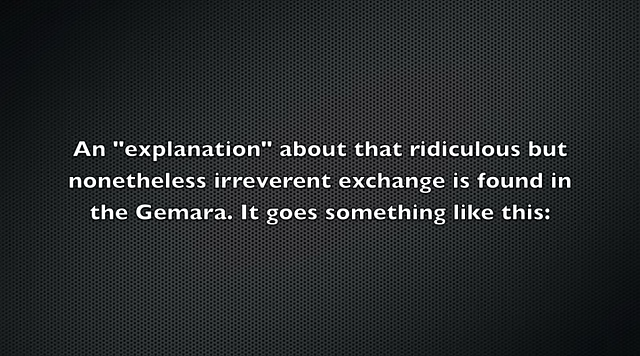 An "explanation" about that ridiculous but
nonetheless irreverent exchange is found in
the Gemara. It goes something like this: